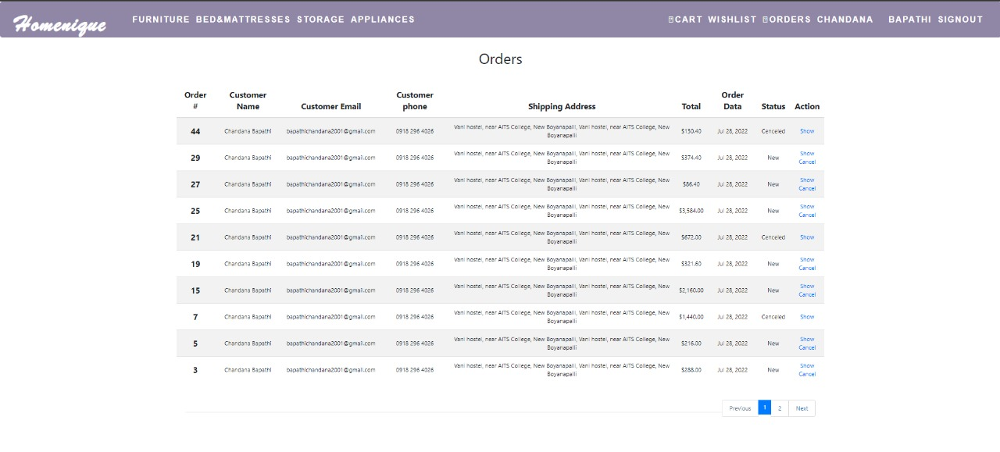 Homenique FURNITURE BED&MATTRESSES STORAGE APPLIANCES CART WISHLIST ORDERS CHANDANA BAPATHI SIGNOUT
Orders
Order # Customer Name Customer Email Customer phone Shipping Address Total Order Data Status Action
44 Chandana Bapathi bapathichandana2001@gmail.com 0918 296 4026 Vani hostel, near AITS College, New Boyanapalli, Vani hostel, near AITS College, New Boyanapalli $130.40 Jul 28, 2022 Canceled Show
29 Chandana Bapathi bapathichandana2001@gmail.com 0918 296 4026 Vani hostel, near AITS College, New Boyanapalli, Vani hostel, near AITS College, New Boyanapalli $374.40 Jul 28, 2022 New Show Cancel
27 Chandana Bapathi bapathichandana2001@gmail.com 0918 296 4026 Vani hostel, near AITS College, New Boyanapalli, Vani hostel, near AITS College, New Boyanapalli $86.40 Jul 28, 2022 New Show Cancel
25 Chandana Bapathi bapathichandana2001@gmail.com 0918 296 4026 Vani hostel, near AITS College, New Boyanapalli, Vani hostel, near AITS College, New Boyanapalli $3,584.00 Jul 28, 2022 New Show Cancel
21 Chandana Bapathi bapathichandana2001@gmail.com 0918 296 4026 Vani hostel, near AITS College, New Boyanapalli, Vani hostel, near AITS College, New Boyanapalli $672.00 Jul 28, 2022 Canceled Show
19 Chandana Bapathi bapathichandana2001@gmail.com 0918 296 4026 Vani hostel, near AITS College, New Boyanapalli, Vani hostel, near AITS College, New Boyanapalli $321.60 Jul 28, 2022 New Show Cancel
15 Chandana Bapathi bapathichandana2001@gmail.com 0918 296 4026 Vani hostel, near AITS College, New Boyanapalli, Vani hostel, near AITS College, New Boyanapalli $2,160.00 Jul 28, 2022 New Show Cancel
7 Chandana Bapathi bapathichandana2001@gmail.com 0918 296 4026 Vani hostel, near AITS College, New Boyanapalli, Vani hostel, near AITS College, New Boyanapalli $1,440.00 Jul 28, 2022 Canceled Show
5 Chandana Bapathi bapathichandana2001@gmail.com 0918 296 4026 Vani hostel, near AITS College, New Boyanapalli, Vani hostel, near AITS College, New Boyanapalli $216.00 Jul 28, 2022 New Show Cancel
3 Chandana Bapathi bapathichandana2001@gmail.com 0918 296 4026 Vani hostel, near AITS College, New Boyanapalli, Vani hostel, near AITS College, New Boyanapalli $288.00 Jul 28, 2022 New Show Cancel
Previous 1 2 Next